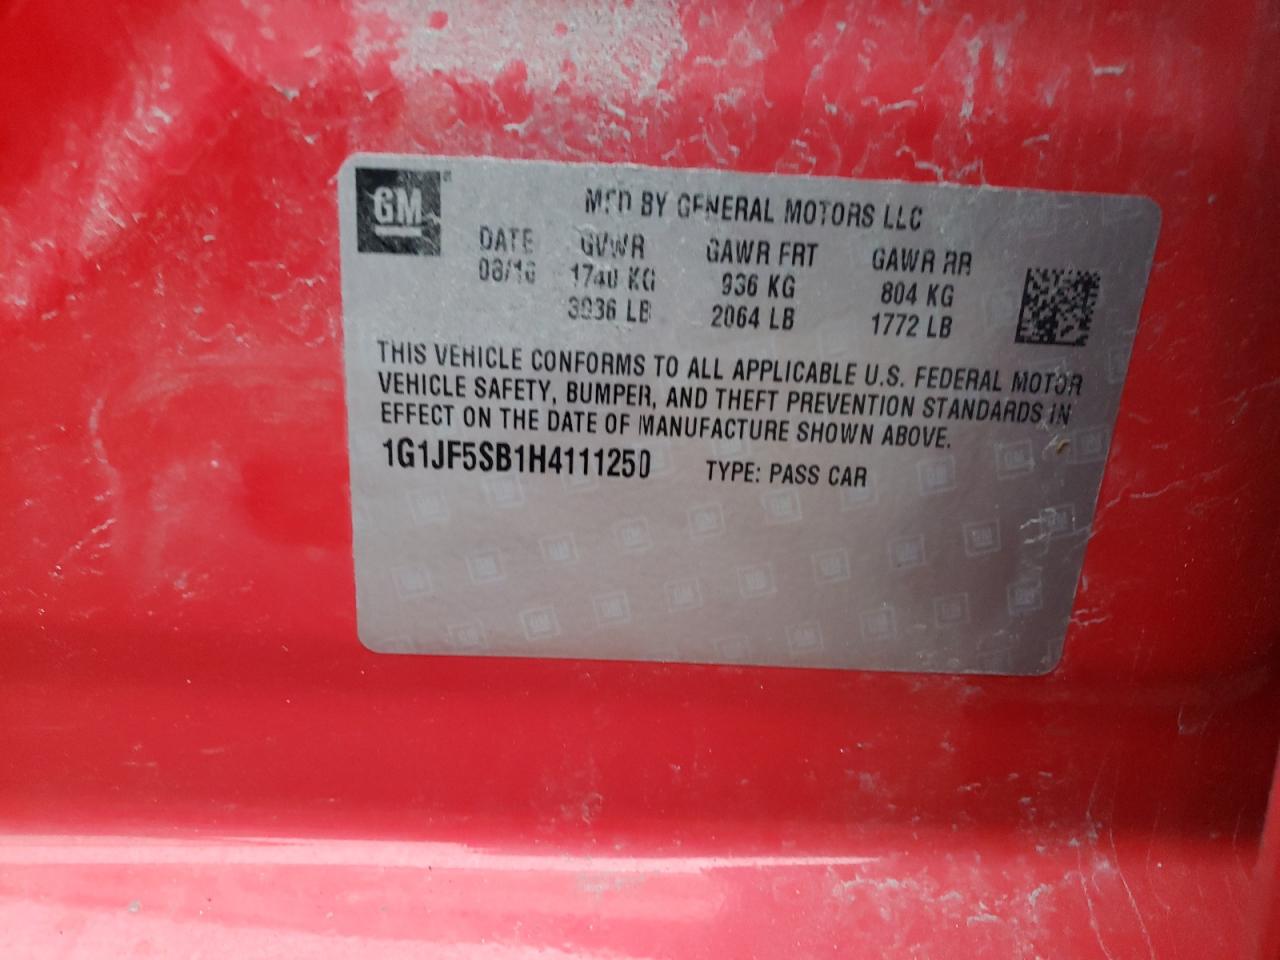 GM
MFD BY GENERAL MOTORS LLC
DATE GVWR GAWR FRT GAWR RR
08/16 1740 KG 936 KG 804 KG
3836 LB 2064 LB 1772 LB
THIS VEHICLE CONFORMS TO ALL APPLICABLE U.S. FEDERAL MOTOR
VEHICLE SAFETY, BUMPER, AND THEFT PREVENTION STANDARDS IN
EFFECT ON THE DATE OF MANUFACTURE SHOWN ABOVE.
1G1JF5SB1H4111250 TYPE: PASS CAR